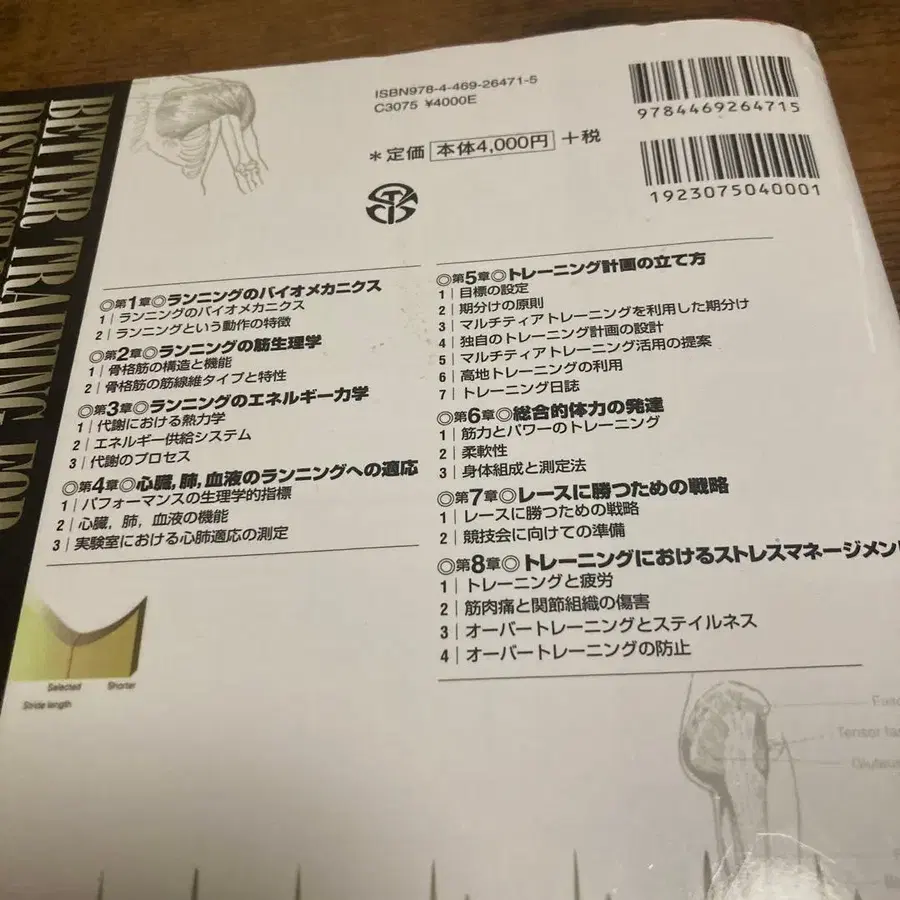 BETTER TRAINING FOR
DISTANCE
ISBN978-4-469-26471-5
C3075 ¥4000E
9784469264715
＊定価 本体4,000円 +税
1923075040001
◎第1章◎ランニングのバイオメカニクス
1｜ランニングのバイオメカニクス
2｜ランニングという動作の特徴
◎第2章◎ランニングの筋生理学
1｜骨格筋の構造と機能
2｜骨格筋の筋線維タイプと特性
◎第3章◎ランニングのエネルギー力学
1｜代謝における熱力学
2｜エネルギー供給システム
3｜代謝のプロセス
◎第4章◎心臓，肺，血液のランニングへの適応
1｜パフォーマンスの生理学的指標
2｜心臓，肺，血液の機能
3｜実験室における心肺適応の測定
◎第5章◎トレーニング計画の立て方
1｜目標の設定
2｜期分けの原則
3｜マルチティアトレーニングを利用した期分け
4｜独自のトレーニング計画の設計
5｜マルチティアトレーニング活用の提案
6｜高地トレーニングの利用
7｜トレーニング日誌
◎第6章◎総合的体力の発達
1｜筋力とパワーのトレーニング
2｜柔軟性
3｜身体組成と測定法
◎第7章◎レースに勝つための戦略
1｜レースに勝つための戦略
2｜競技会に向けての準備
◎第8章◎トレーニングにおけるストレスマネージメン
1｜トレーニングと疲労
2｜筋肉痛と関節組織の傷害
3｜オーバートレーニングとステイルネス
4｜オーバートレーニングの防止
Selected
Shorter
Stride length
Tensor fas
Gluteus